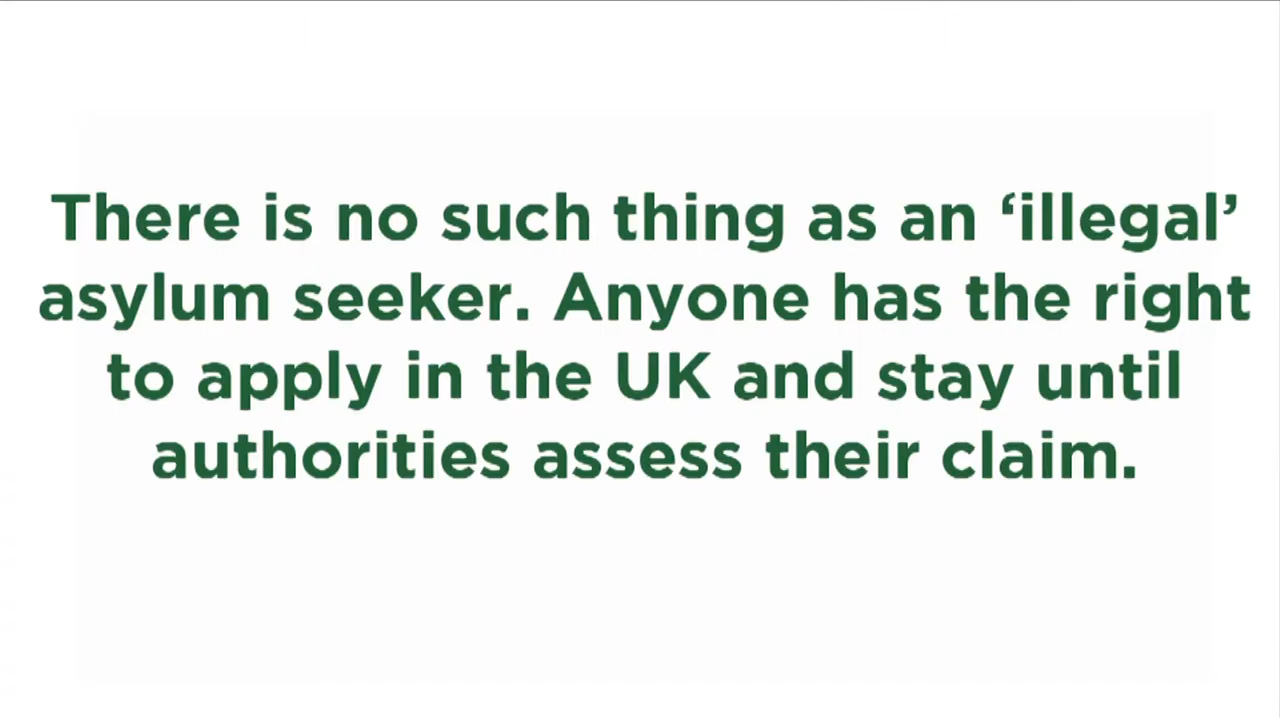 There is no such thing as an ‘illegal’
asylum seeker. Anyone has the right
to apply in the UK and stay until
authorities assess their claim.